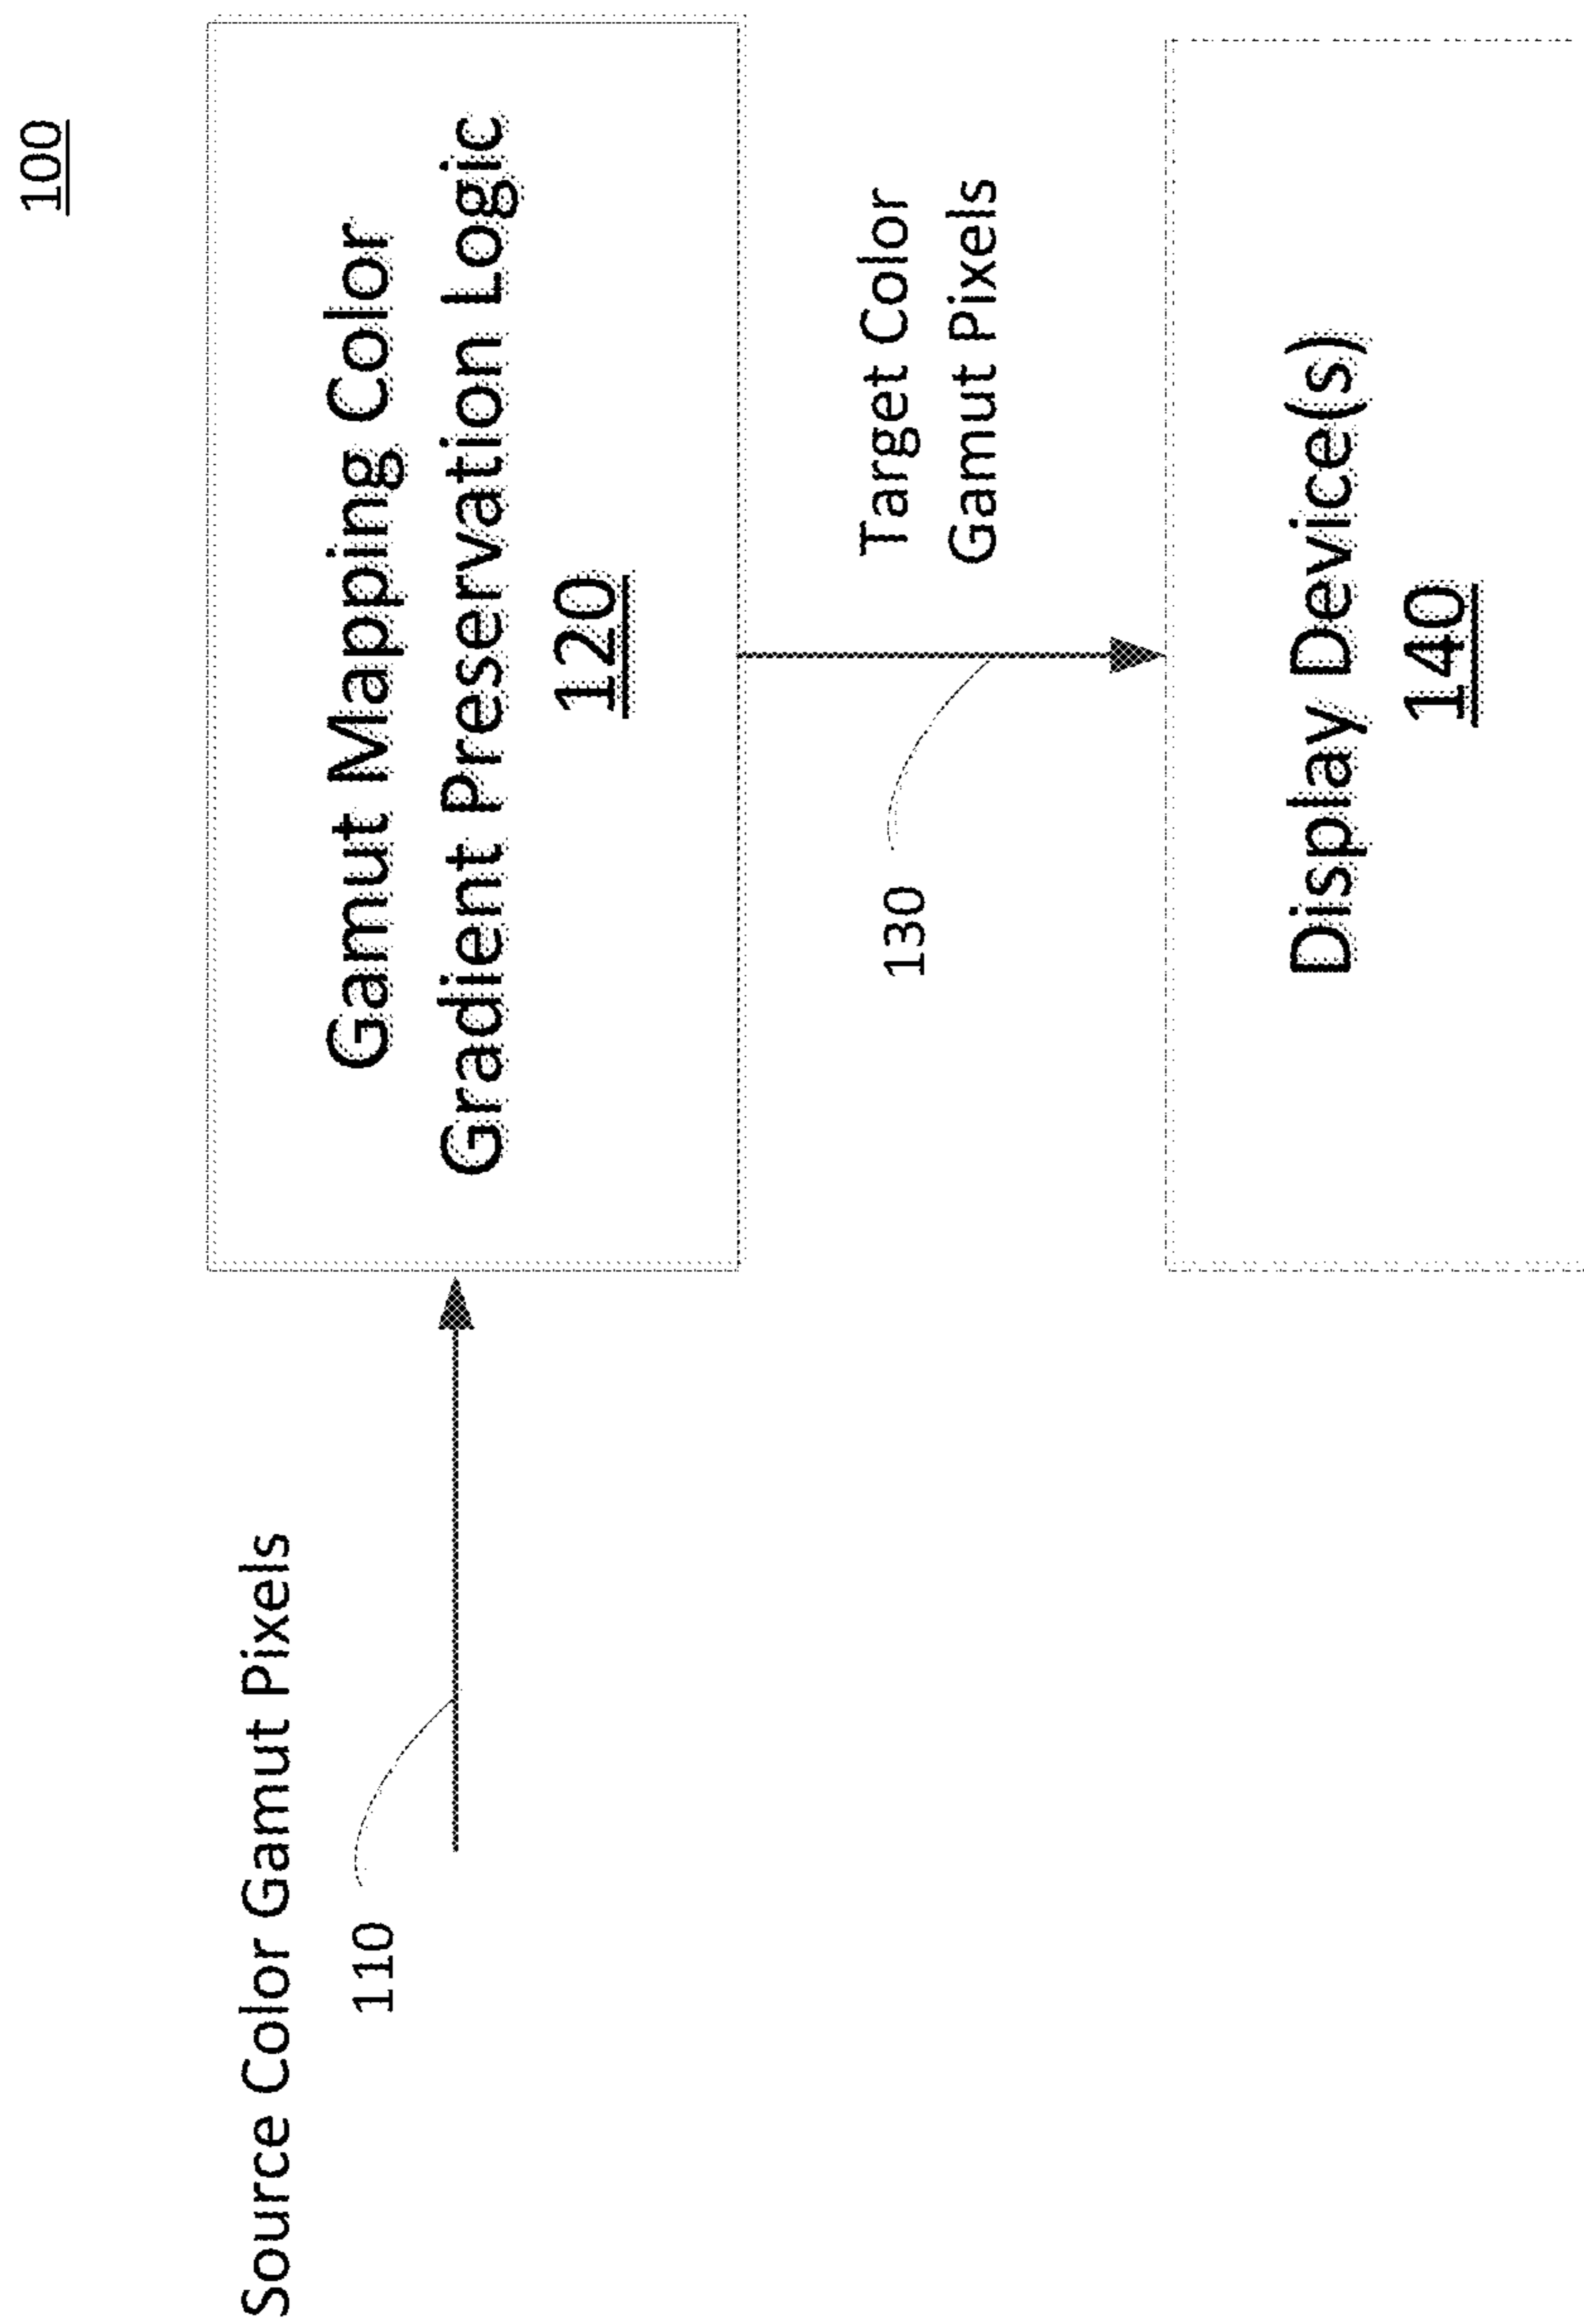 100
Source Color Gamut Pixels
110
Gamut Mapping Color
Gradient Preservation Logic
120
Target Color
Gamut Pixels
130
Display Device(s)
140